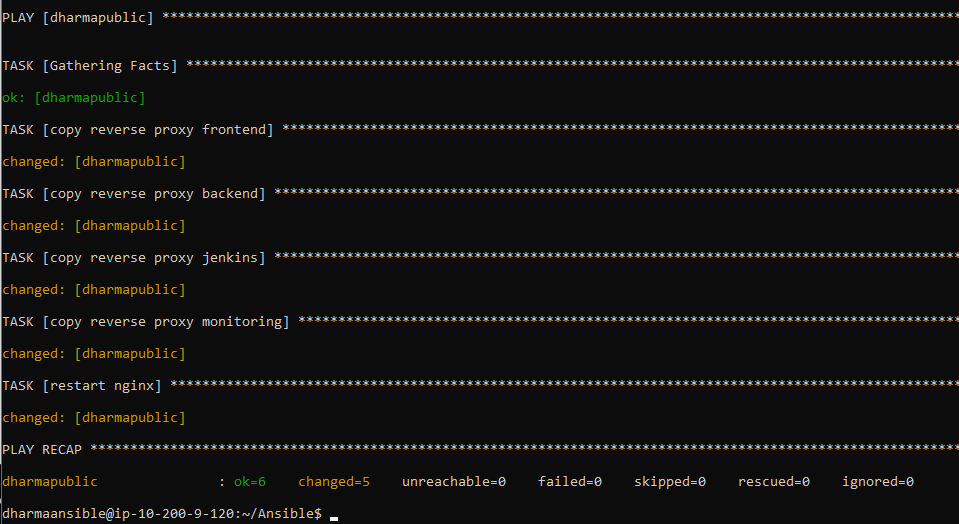 PLAY [dharmapublic] ****************************************************************************************************
TASK [Gathering Facts] *************************************************************************************************
ok: [dharmapublic]
TASK [copy reverse proxy frontend] *************************************************************************************
changed: [dharmapublic]
TASK [copy reverse proxy backend] **************************************************************************************
changed: [dharmapublic]
TASK [copy reverse proxy jenkins] **************************************************************************************
changed: [dharmapublic]
TASK [copy reverse proxy monitoring] ***********************************************************************************
changed: [dharmapublic]
TASK [restart nginx] ***************************************************************************************************
changed: [dharmapublic]
PLAY RECAP *************************************************************************************************************
dharmapublic               : ok=6    changed=5    unreachable=0    failed=0    skipped=0    rescued=0    ignored=0
dharmaansible@ip-10-200-9-120:~/Ansible$